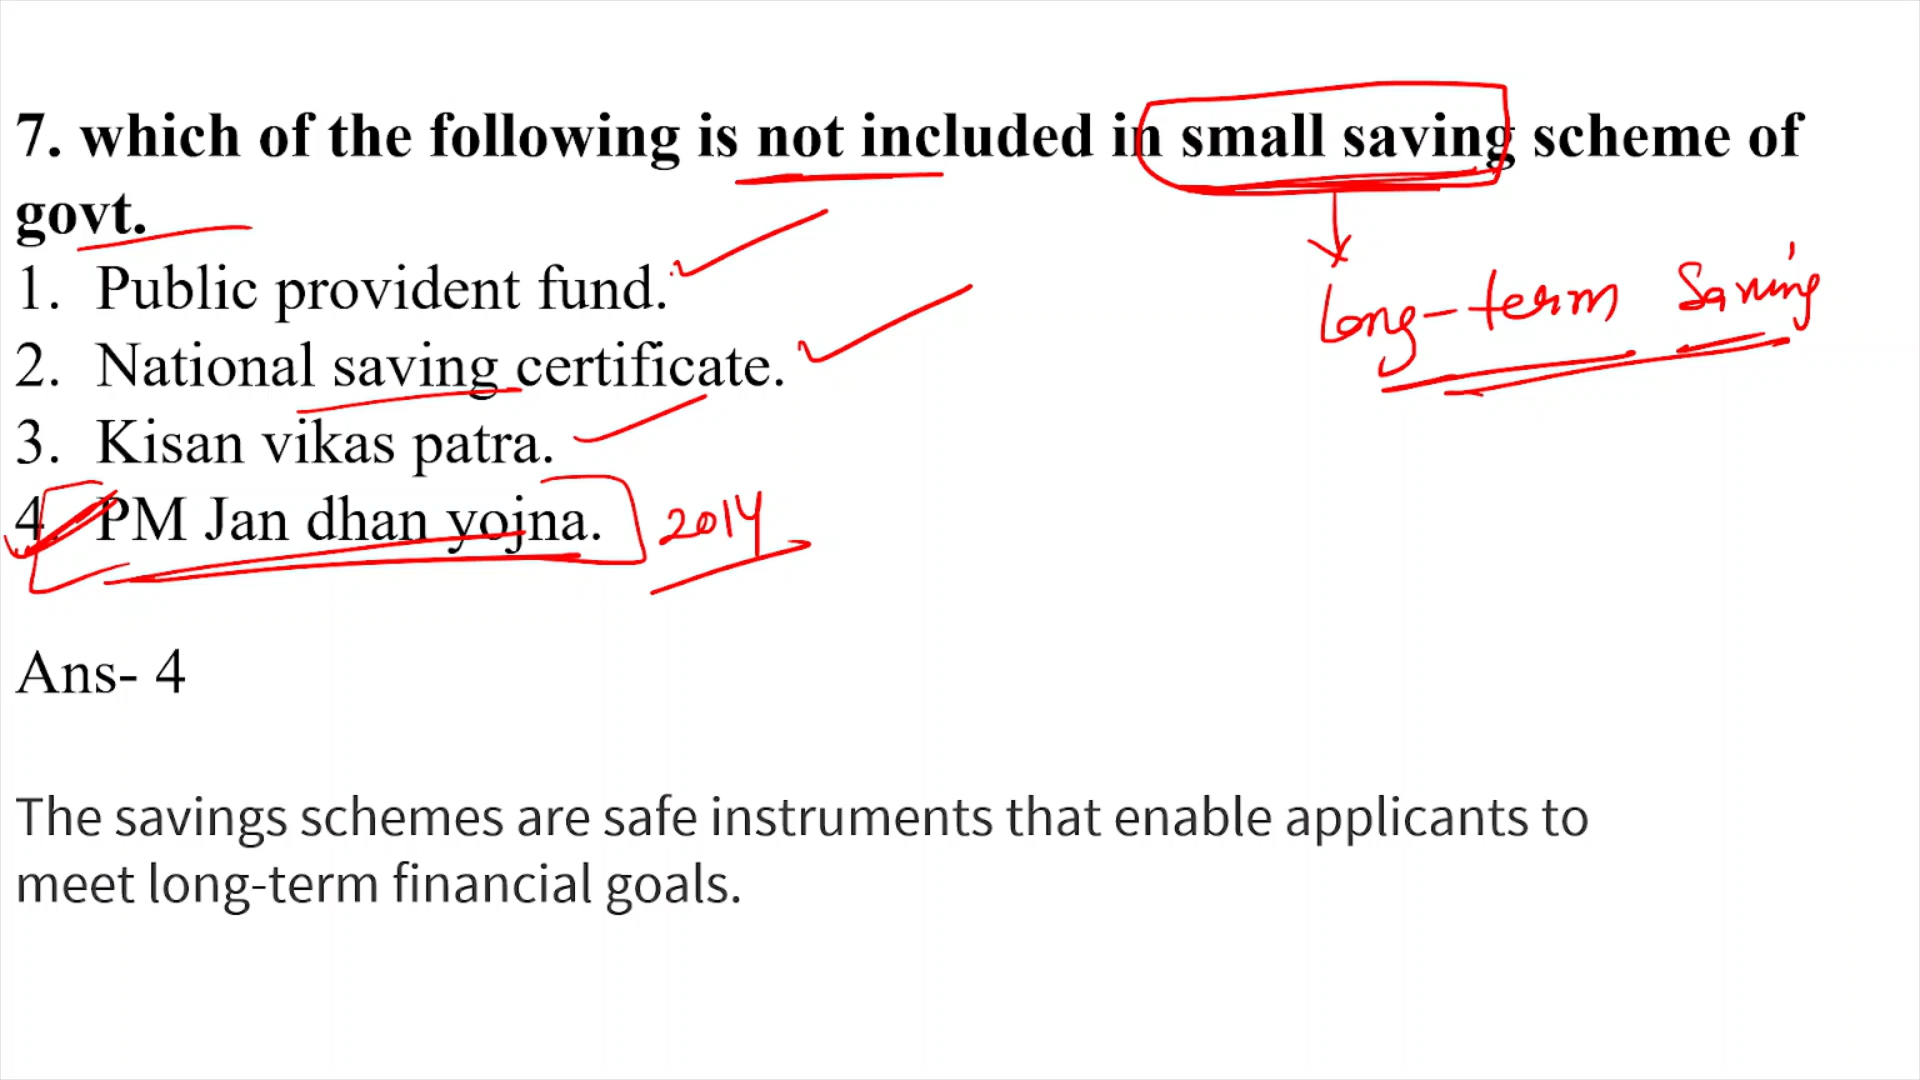 7. which of the following is not included in small saving scheme of
govt.
long-term saving
1. Public provident fund.
2. National saving certificate.
3. Kisan vikas patra.
4. PM Jan dhan yojna. 2014
Ans- 4
The savings schemes are safe instruments that enable applicants to
meet long-term financial goals.